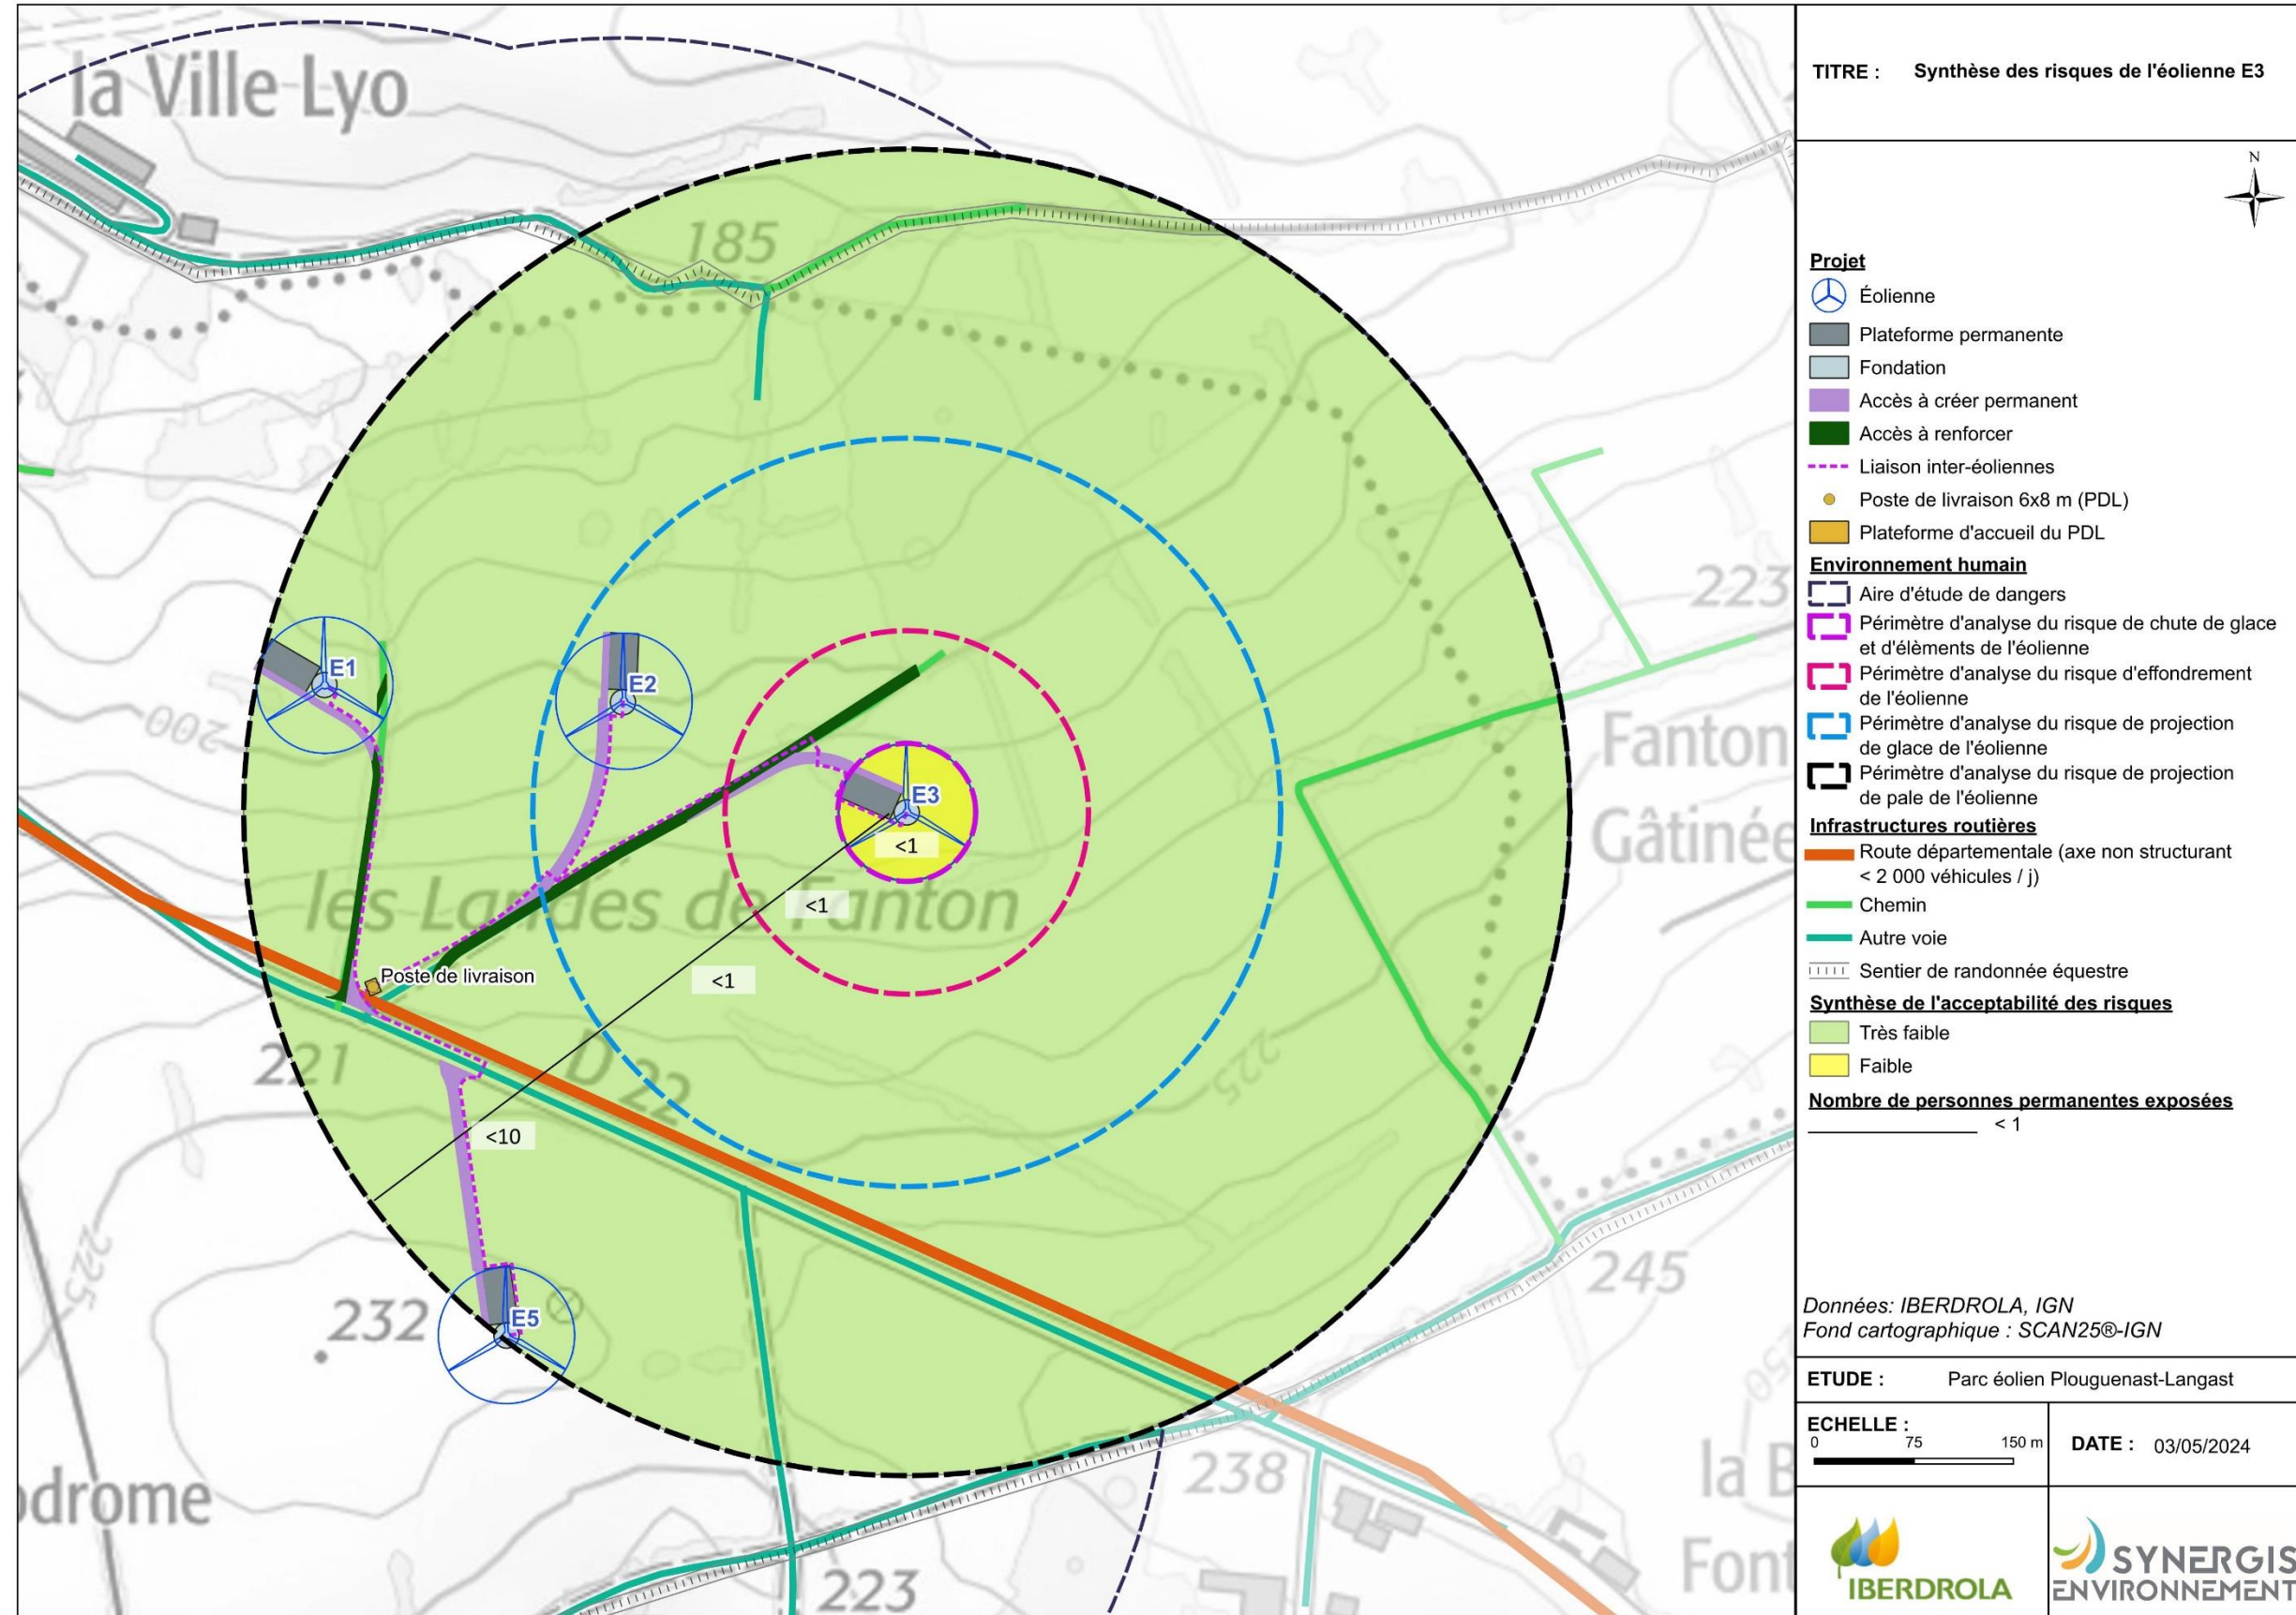 la Ville Lyo
185
E1
E2
E3
200
223
Fanton
Gâtinée
<1
les Landes de Fanton
<1
<1
Poste de livraison
221
D 22
225
<10
225
232
E5
245
238
223
TITRE : Synthèse des risques de l'éolienne E3
N
Projet
Éolienne
Plateforme permanente
Fondation
Accès à créer permanent
Accès à renforcer
Liaison inter-éoliennes
Poste de livraison 6x8 m (PDL)
Plateforme d'accueil du PDL
Environnement humain
Aire d'étude de dangers
Périmètre d'analyse du risque de chute de glace
et d'élèments de l'éolienne
Périmètre d'analyse du risque d'effondrement
de l'éolienne
Périmètre d'analyse du risque de projection
de glace de l'éolienne
Périmètre d'analyse du risque de projection
de pale de l'éolienne
Infrastructures routières
Route départementale (axe non structurant
< 2 000 véhicules / j)
Chemin
Autre voie
Sentier de randonnée équestre
Synthèse de l'acceptabilité des risques
Très faible
Faible
Nombre de personnes permanentes exposées
< 1
Données: IBERDROLA, IGN
Fond cartographique : SCAN25®-IGN
ETUDE : Parc éolien Plouguenast-Langast
ECHELLE :
0 75 150 m
DATE : 03/05/2024
IBERDROLA
SYNERGIS
ENVIRONNEMENT